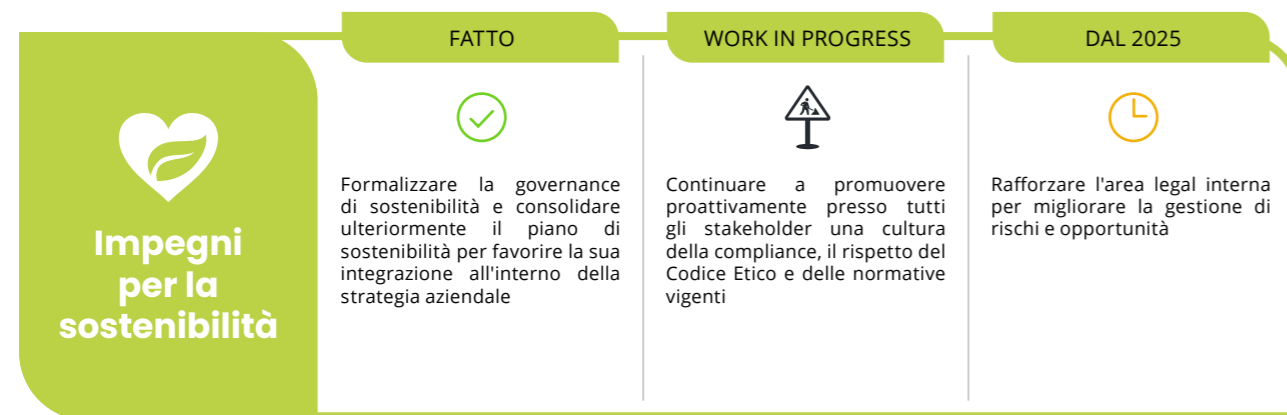 Impegni
per la
sostenibilità
FATTO
Formalizzare la governance
di sostenibilità e consolidare
ulteriormente il piano di
sostenibilità per favorire la sua
integrazione all'interno della
strategia aziendale
WORK IN PROGRESS
Continuare a promuovere
proattivamente presso tutti
gli stakeholder una cultura
della compliance, il rispetto del
Codice Etico e delle normative
vigenti
DAL 2025
Rafforzare l'area legal interna
per migliorare la gestione di
rischi e opportunità